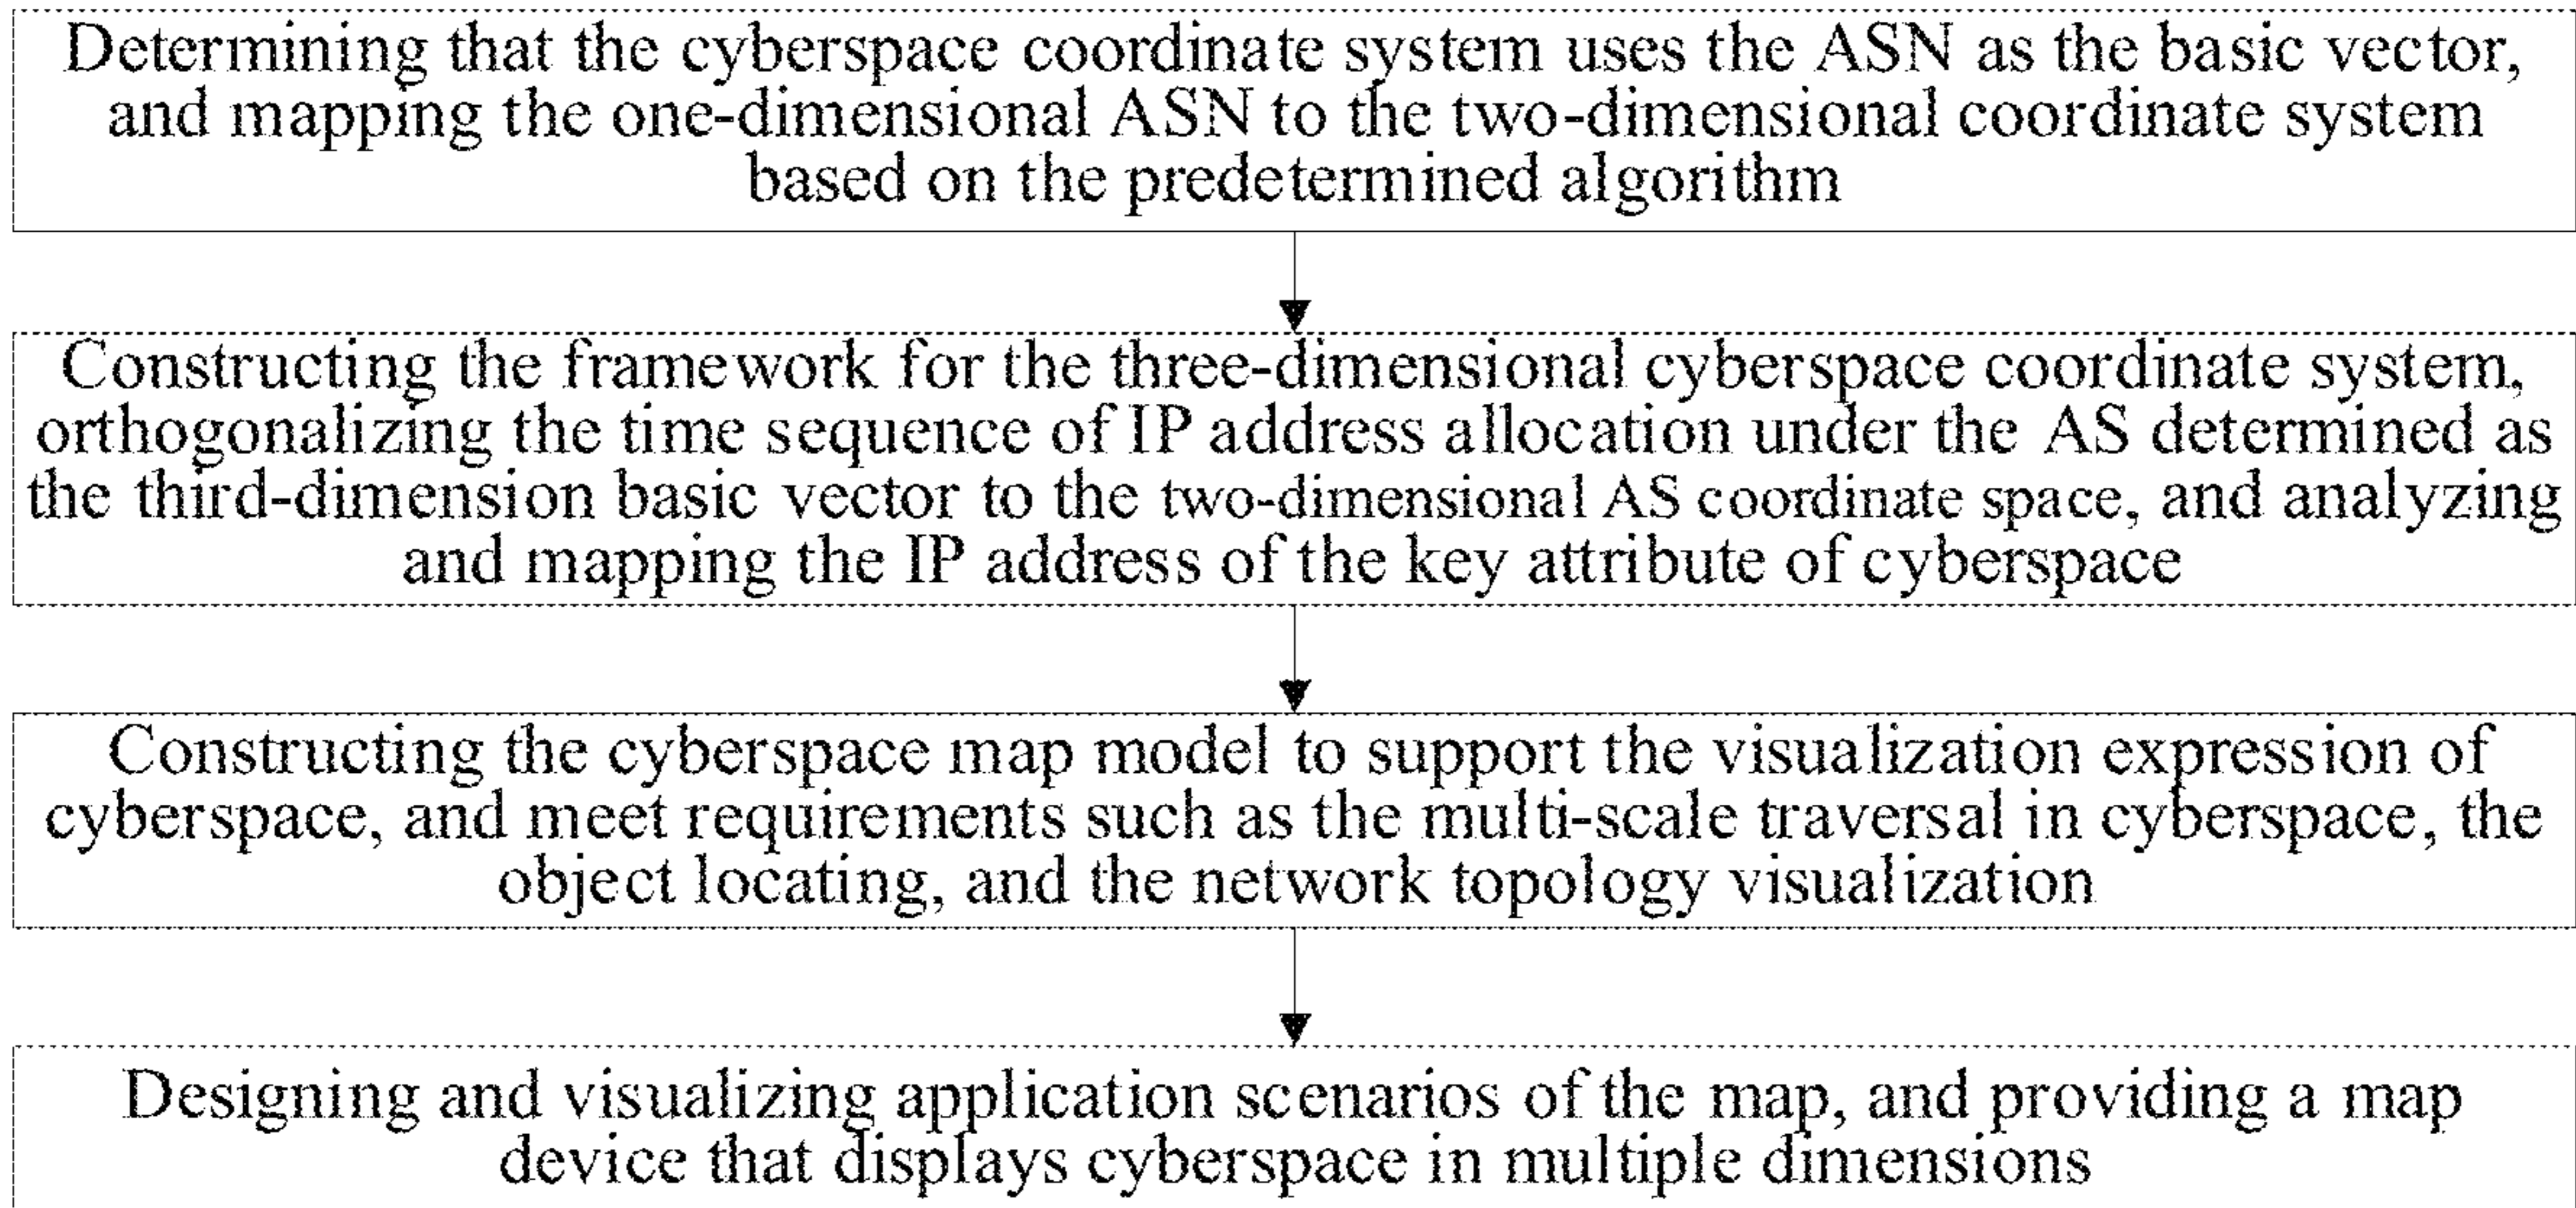 Determining that the cyberspace coordinate system uses the ASN as the basic vector,
and mapping the one-dimensional ASN to the two-dimensional coordinate system
based on the predetermined algorithm
Constructing the framework for the three-dimensional cyberspace coordinate system,
orthogonalizing the time sequence of IP address allocation under the AS determined as
the third-dimension basic vector to the two-dimensional AS coordinate space, and analyzing
and mapping the IP address of the key attribute of cyberspace
Constructing the cyberspace map model to support the visualization expression of
cyberspace, and meet requirements such as the multi-scale traversal in cyberspace, the
object locating, and the network topology visualization
Designing and visualizing application scenarios of the map, and providing a map
device that displays cyberspace in multiple dimensions